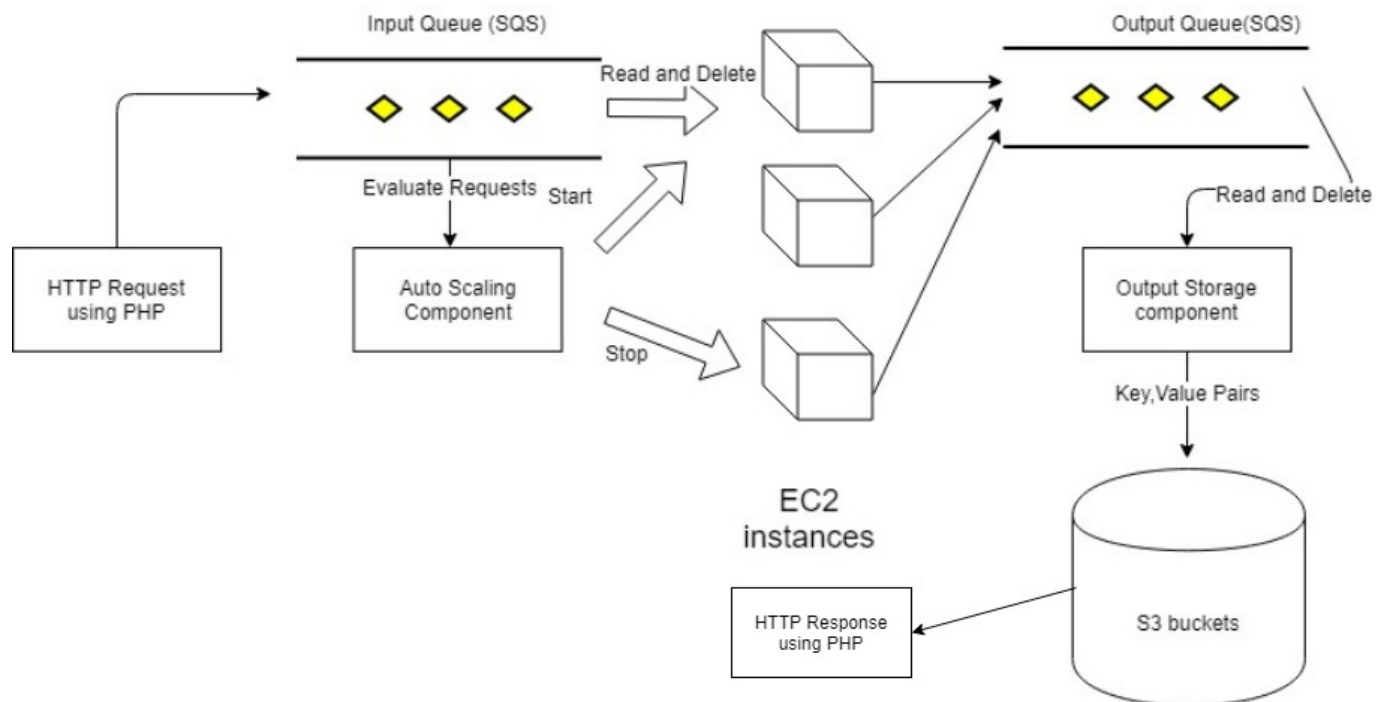 Input Queue (SQS)
Output Queue(SQS)
Read and Delete
Evaluate Requests
Start
Read and Delete
HTTP Request
using PHP
Auto Scaling
Component
Output Storage
component
Stop
Key,Value Pairs
EC2
instances
HTTP Response
using PHP
S3 buckets